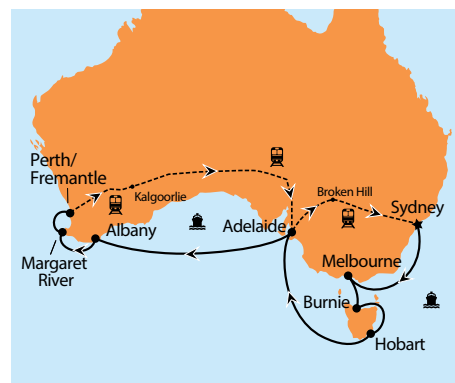 Perth/
Fremantle
Kalgoorlie
Broken Hill
Sydney
Albany
Adelaide
Margaret
River
Melbourne
Burnie
Hobart